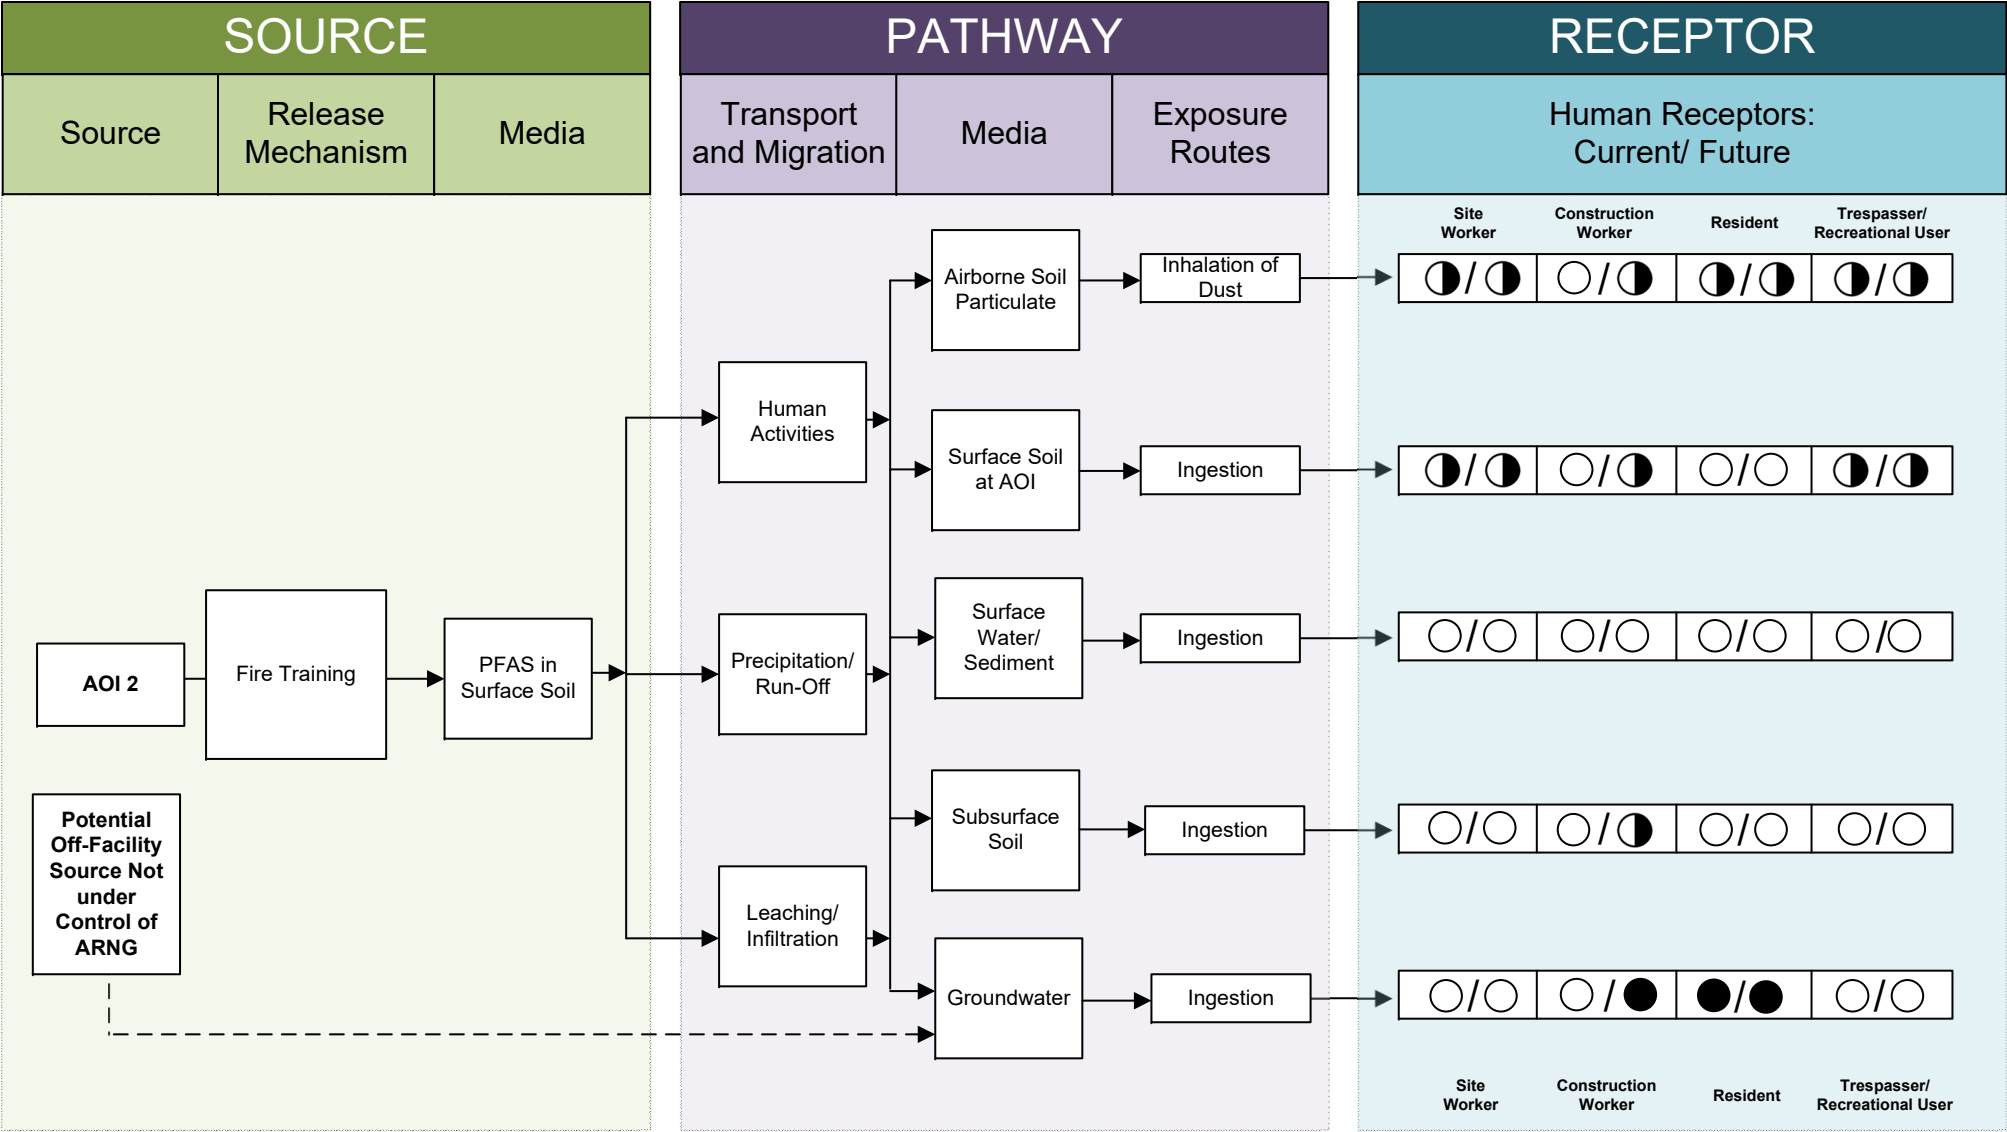 SOURCE
PATHWAY
RECEPTOR
Source
Release
Mechanism
Media
Transport
and Migration
Media
Exposure
Routes
Human Receptors:
Current/ Future
Site
Worker
Construction
Worker
Resident
Trespasser/
Recreational User
Airborne Soil
Particulate
Inhalation of
Dust
/
/
/
/
Human
Activities
Surface Soil
at AOI
Ingestion
/
/
/
/
AOI 2
Fire Training
PFAS in
Surface Soil
Precipitation/
Run-Off
Surface
Water/
Sediment
Ingestion
/
/
/
/
Potential
Off-Facility
Source Not
under
Control of
ARNG
Subsurface
Soil
Ingestion
/
/
/
/
Leaching/
Infiltration
Groundwater
Ingestion
/
/
/
/
Site
Worker
Construction
Worker
Resident
Trespasser/
Recreational User